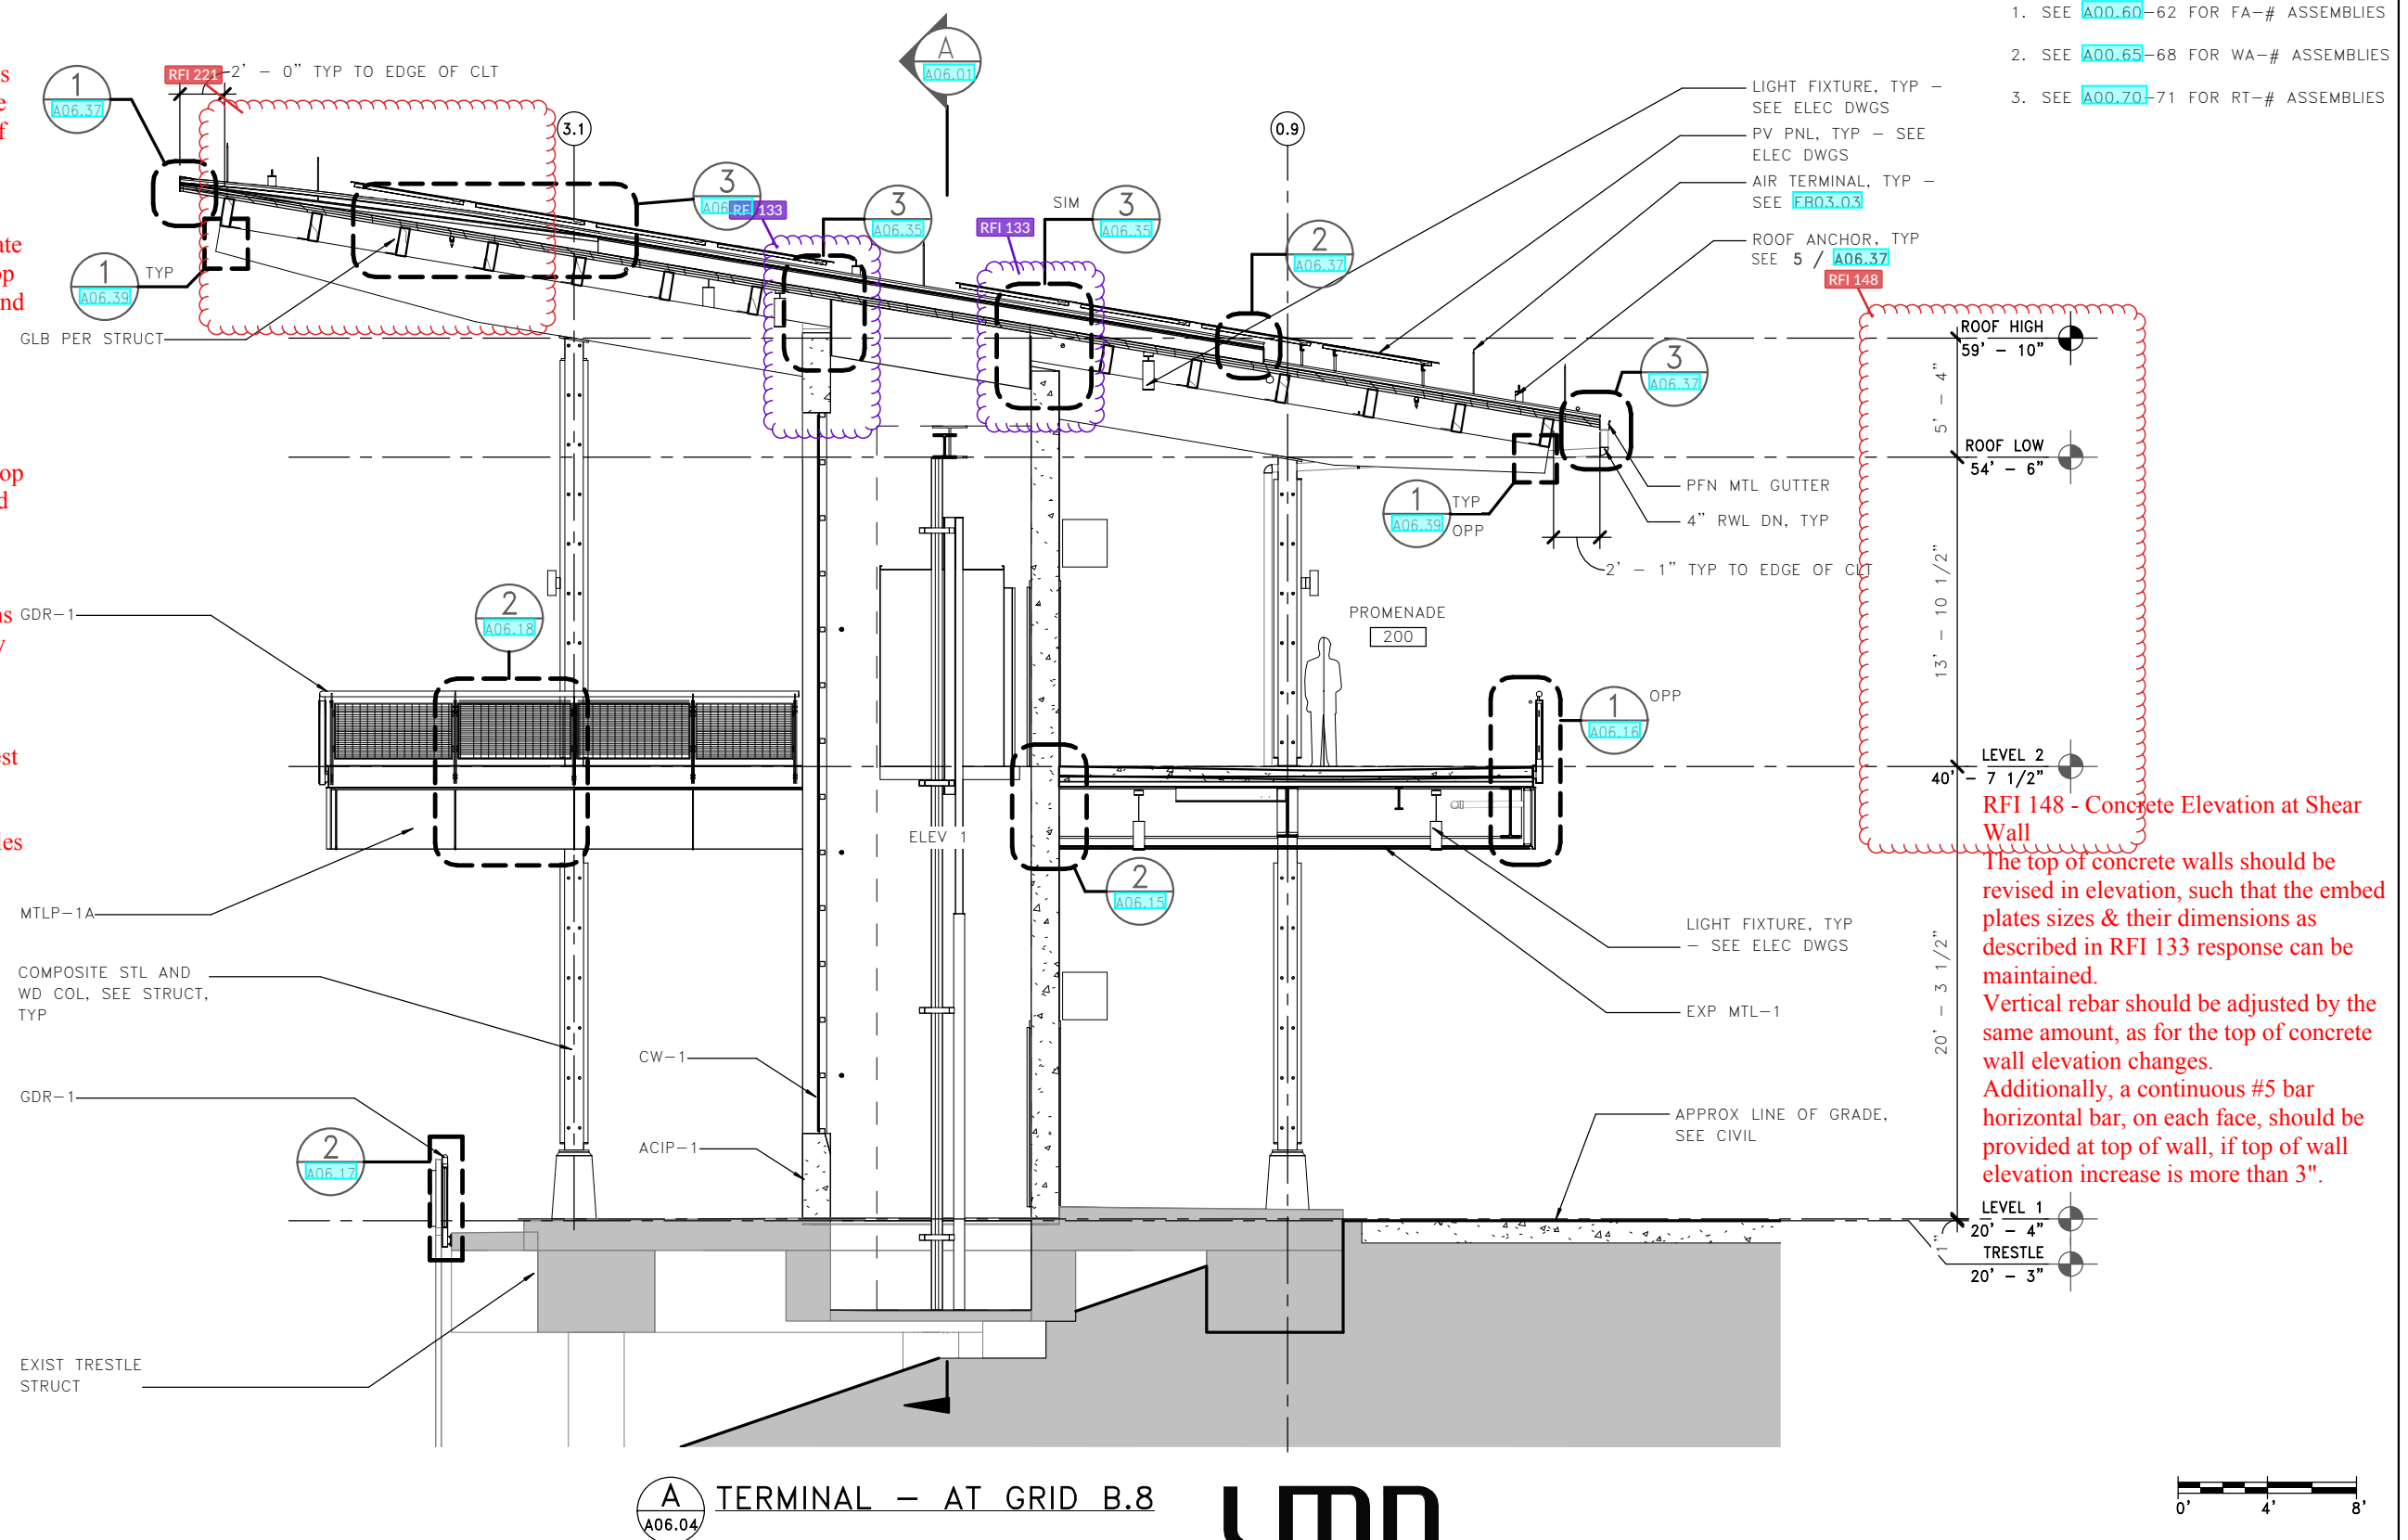 1. SEE A00.60-62 FOR FA-# ASSEMBLIES
2. SEE A00.65-68 FOR WA-# ASSEMBLIES
3. SEE A00.70-71 FOR RT-# ASSEMBLIES
A
A06.01
RFI 221
2' - 0" TYP TO EDGE OF CLT
1
A06.37
3.1
0.9
3
RFI 133
3
A06.35
RFI 133
SIM
3
A06.35
2
A06.37
LIGHT FIXTURE, TYP -
SEE ELEC DWGS
PV PNL, TYP - SEE
ELEC DWGS
AIR TERMINAL, TYP -
SEE EB03.03
ROOF ANCHOR, TYP
SEE 5 / A06.37
RFI 148
1
A06.39
TYP
GLB PER STRUCT
ROOF HIGH
59' - 10"
5' - 4"
3
A06.37
ROOF LOW
54' - 6"
PFN MTL GUTTER
4" RWL DN, TYP
1
A06.39
TYP
OPP
2' - 1" TYP TO EDGE OF CLT
13' - 10 1/2"
GDR-1
2
A06.18
PROMENADE
200
1
A06.16
OPP
LEVEL 2
40' - 7 1/2"
ELEV 1
2
A06.15
MTLP-1A
LIGHT FIXTURE, TYP
- SEE ELEC DWGS
COMPOSITE STL AND
WD COL, SEE STRUCT,
TYP
EXP MTL-1
20' - 3 1/2"
CW-1
GDR-1
APPROX LINE OF GRADE,
SEE CIVIL
ACIP-1
2
A06.17
RFI 148 - Concrete Elevation at Shear
Wall
The top of concrete walls should be
revised in elevation, such that the embed
plates sizes & their dimensions as
described in RFI 133 response can be
maintained.
Vertical rebar should be adjusted by the
same amount, as for the top of concrete
wall elevation changes.
Additionally, a continuous #5 bar
horizontal bar, on each face, should be
provided at top of wall, if top of wall
elevation increase is more than 3".
LEVEL 1
20' - 4"
1"
TRESTLE
20' - 3"
EXIST TRESTLE
STRUCT
A
A06.04
TERMINAL - AT GRID B.8
0' 4' 8'